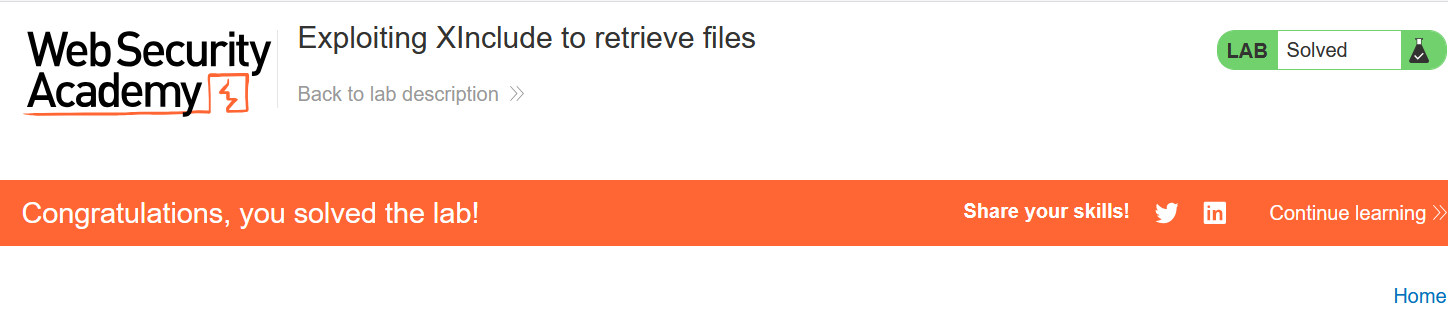 Web Security
Academy
Exploiting XInclude to retrieve files
Back to lab description
LAB Solved
Congratulations, you solved the lab!
Share your skills!
Continue learning
Home